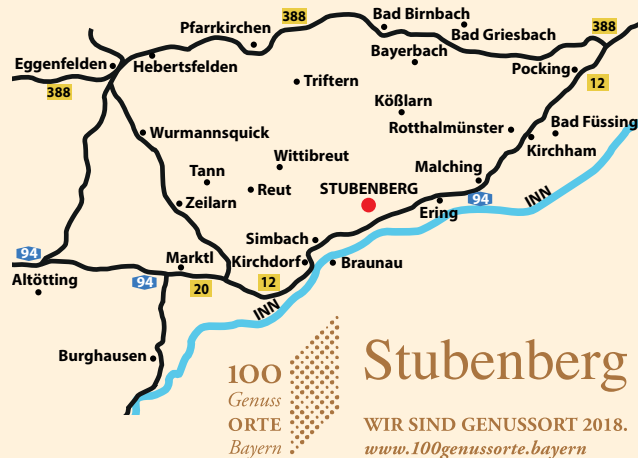 388
388
Pfarrkirchen
Bad Birnbach
Bad Griesbach
Bayerbach
Eggenfelden
Hebertsfelden
Pocking
388
12
Triftern
Kößlarn
Rotthalmünster
Bad Füssing
Wurmannsquick
Kirchham
Wittibreut
Malching
Tann
Reut
STUBENBERG
94
INN
Zeilarn
Ering
Simbach
94
Marktl
Kirchdorf
Braunau
Altötting
94
20
12
INN
Burghausen
100
Genuss
ORTE
Bayern
Stubenberg
WIR SIND GENUSSORT 2018.
www.100genussorte.bayern